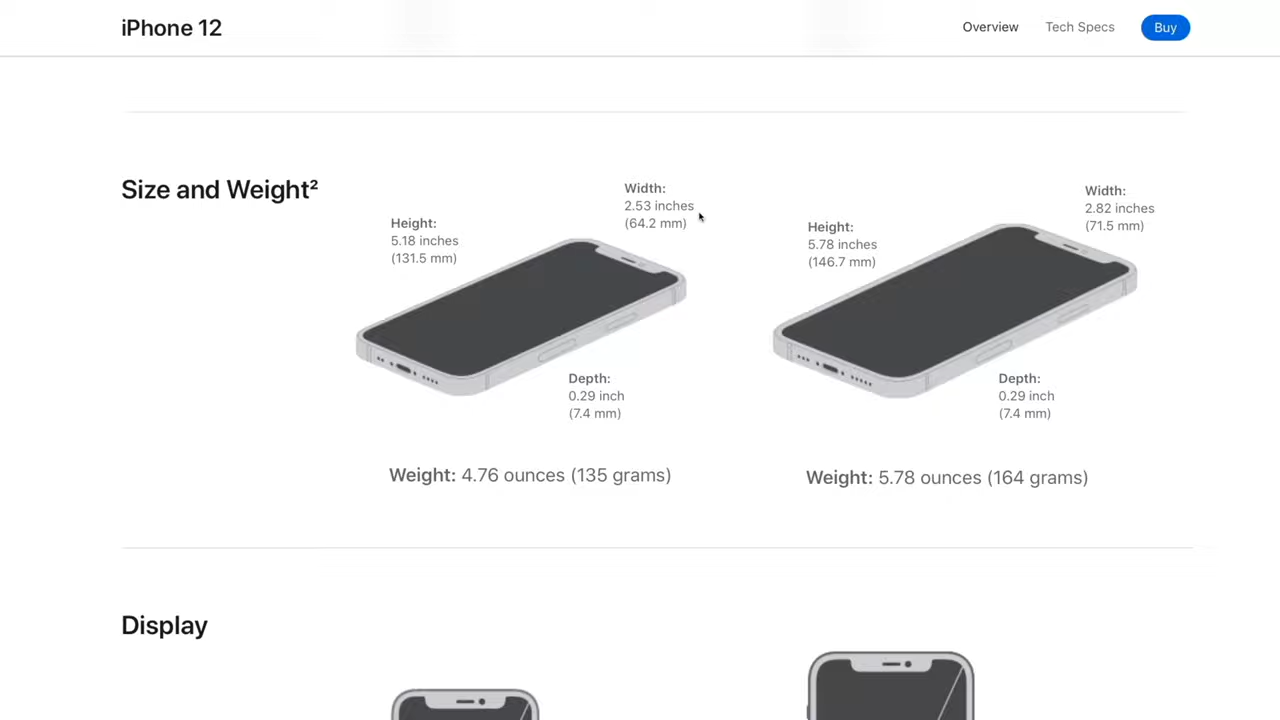 iPhone 12
Overview
Tech Specs
Buy
Size and Weight²
Height:
5.18 inches
(131.5 mm)
Width:
2.53 inches
(64.2 mm)
Depth:
0.29 inch
(7.4 mm)
Weight: 4.76 ounces (135 grams)
Height:
5.78 inches
(146.7 mm)
Width:
2.82 inches
(71.5 mm)
Depth:
0.29 inch
(7.4 mm)
Weight: 5.78 ounces (164 grams)
Display